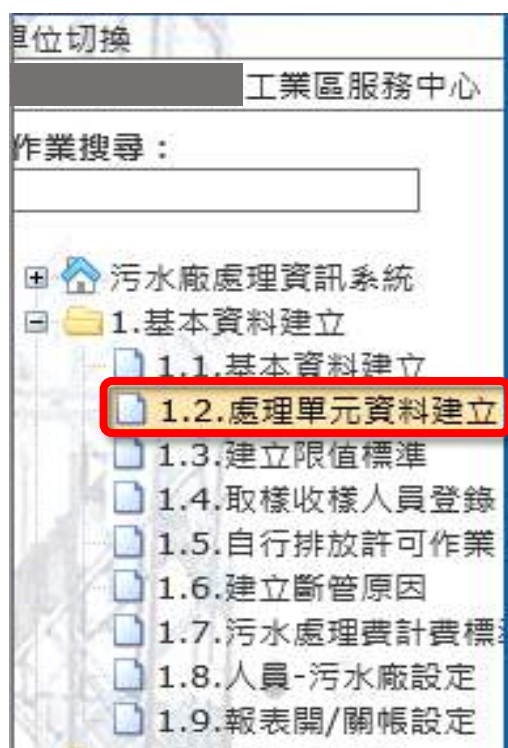 單位切換
工業區服務中心
作業搜尋：
污水廠處理資訊系統
1.基本資料建立
1.1.基本資料建立
1.2.處理單元資料建立
1.3.建立限值標準
1.4.取樣收樣人員登錄
1.5.自行排放許可作業
1.6.建立斷管原因
1.7.污水處理費計費標
1.8.人員-污水廠設定
1.9.報表開/關帳設定